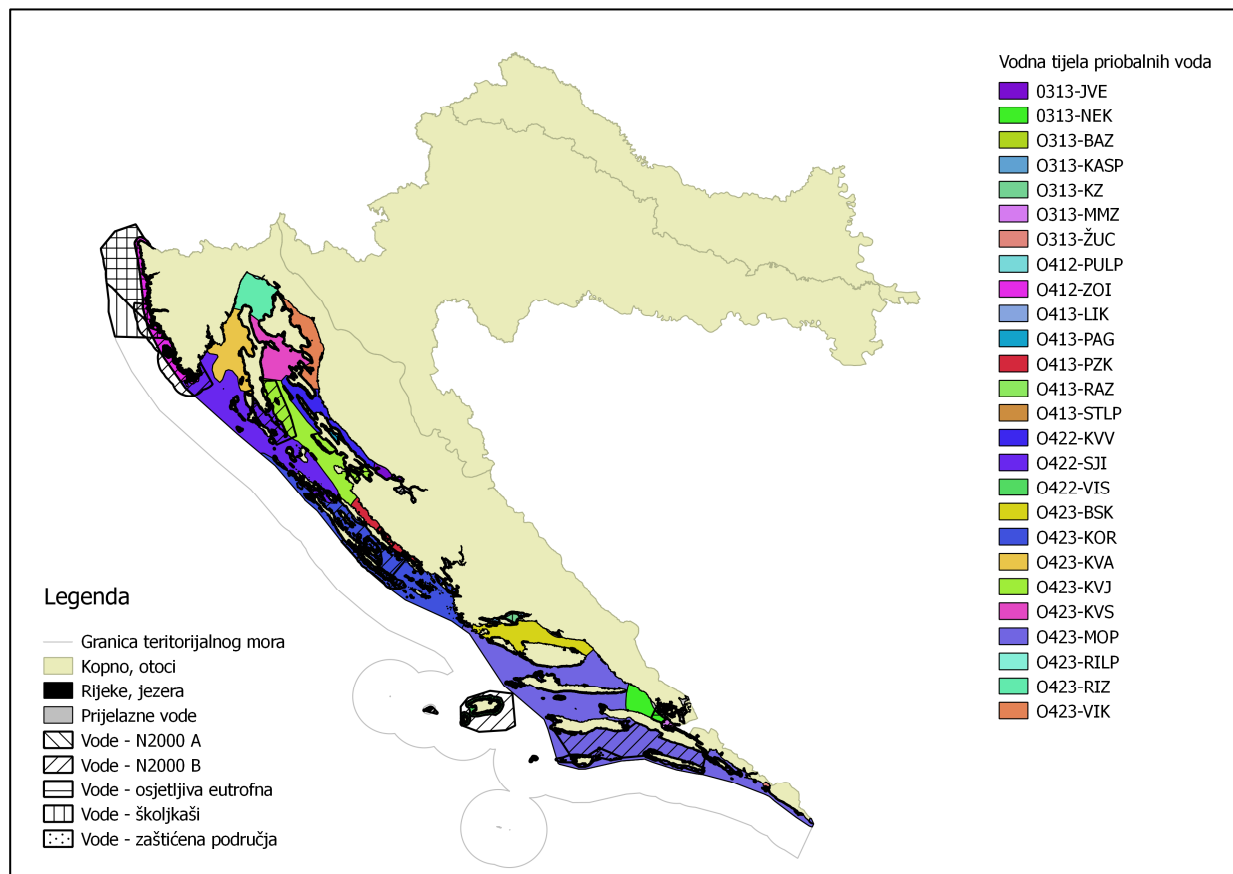 Vodna tijela priobalnih voda
0313-JVE
0313-NEK
O313-BAZ
O313-KASP
O313-KZ
O313-MMZ
O313-ŽUC
O412-PULP
O412-ZOI
O413-LIK
O413-PAG
O413-PZK
O413-RAZ
O413-STLP
O422-KVV
O422-SJI
O422-VIS
O423-BSK
O423-KOR
O423-KVA
O423-KVJ
O423-KVS
O423-MOP
O423-RILP
O423-RIZ
O423-VIK
Legenda
Granica teritorijalnog mora
Kopno, otoci
Rijeke, jezera
Prijelazne vode
Vode - N2000 A
Vode - N2000 B
Vode - osjetljiva eutrofna
Vode - školjkaši
Vode - zaštićena područja